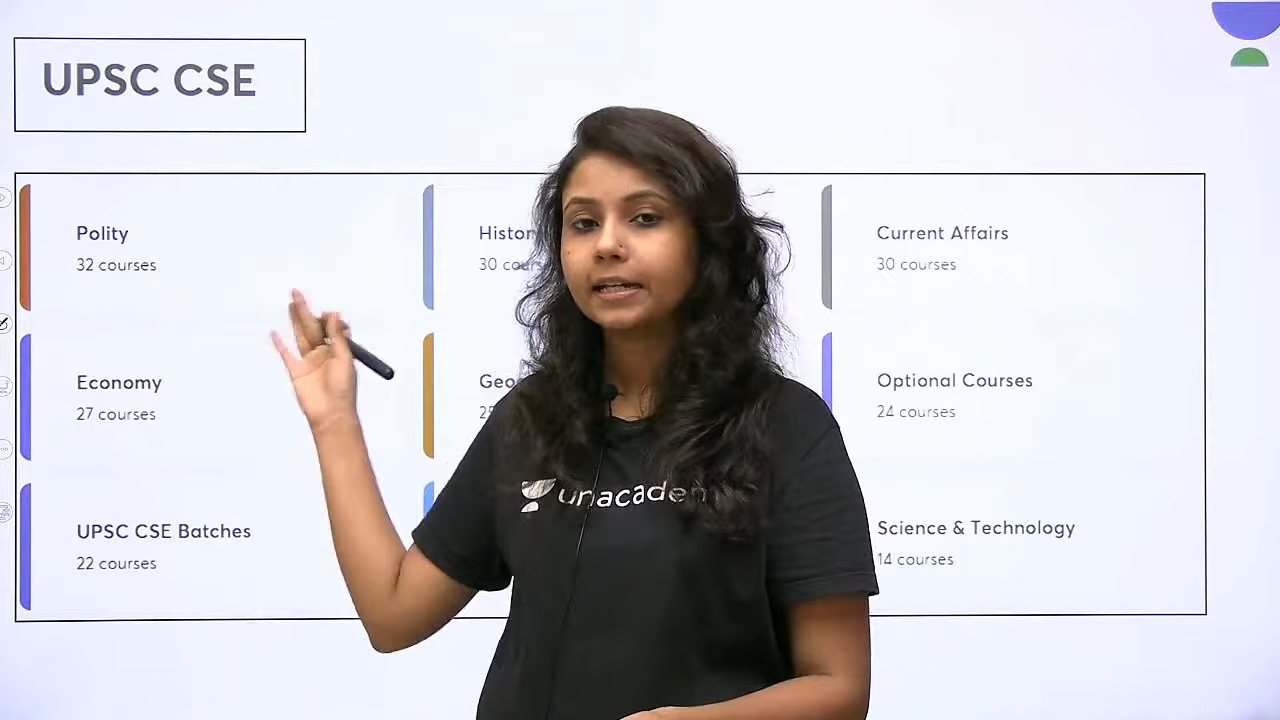 UPSC CSE
Polity
32 courses
Current Affairs
30 courses
30
Economy
27 courses
Optional Courses
24 courses
UPSC CSE Batches
22 courses
Science & Technology
14 courses